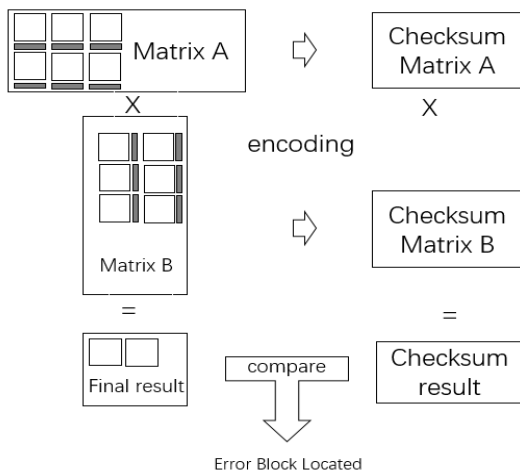 Matrix A
Checksum
Matrix A
X
X
encoding
Checksum
Matrix B
Matrix B
=
=
compare
Checksum
result
Final result
Error Block Located